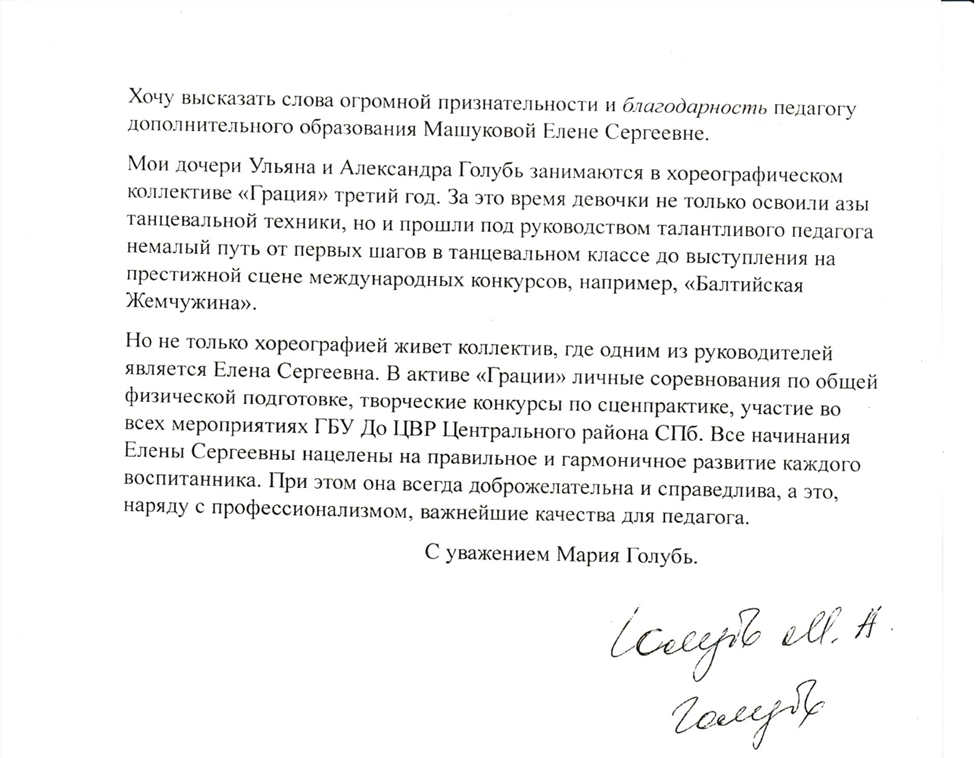 Хочу высказать слова огромной признательности и благодарность педагогу
дополнительного образования Машуковой Елене Сергеевне.
Мои дочери Ульяна и Александра Голубь занимаются в хореографическом
коллективе «Грация» третий год. За это время девочки не только освоили азы
танцевальной техники, но и прошли под руководством талантливого педагога
немалый путь от первых шагов в танцевальном классе до выступления на
престижной сцене международных конкурсов, например, «Балтийская
Жемчужина».
Но не только хореографией живет коллектив, где одним из руководителей
является Елена Сергеевна. В активе «Грации» личные соревнования по общей
физической подготовке, творческие конкурсы по сценпрактике, участие во
всех мероприятиях ГБУ До ЦВР Центрального района СПб. Все начинания
Елены Сергеевны нацелены на правильное и гармоничное развитие каждого
воспитанника. При этом она всегда доброжелательна и справедлива, а это,
наряду с профессионализмом, важнейшие качества для педагога.
С уважением Мария Голубь.
Голубь М. А.
Голубь